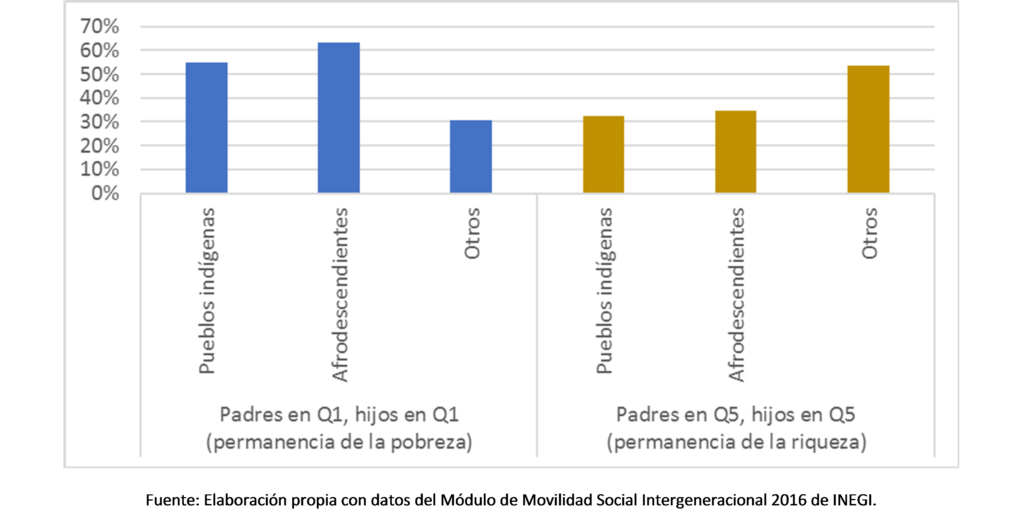 70%
60%
50%
40%
30%
20%
10%
0%
Pueblos indígenas
Afrodescendientes
Otros
Pueblos indígenas
Afrodescendientes
Otros
Padres en Q1, hijos en Q1
(permanencia de la pobreza)
Padres en Q5, hijos en Q5
(permanencia de la riqueza)
Fuente: Elaboración propia con datos del Módulo de Movilidad Social Intergeneracional 2016 de INEGI.